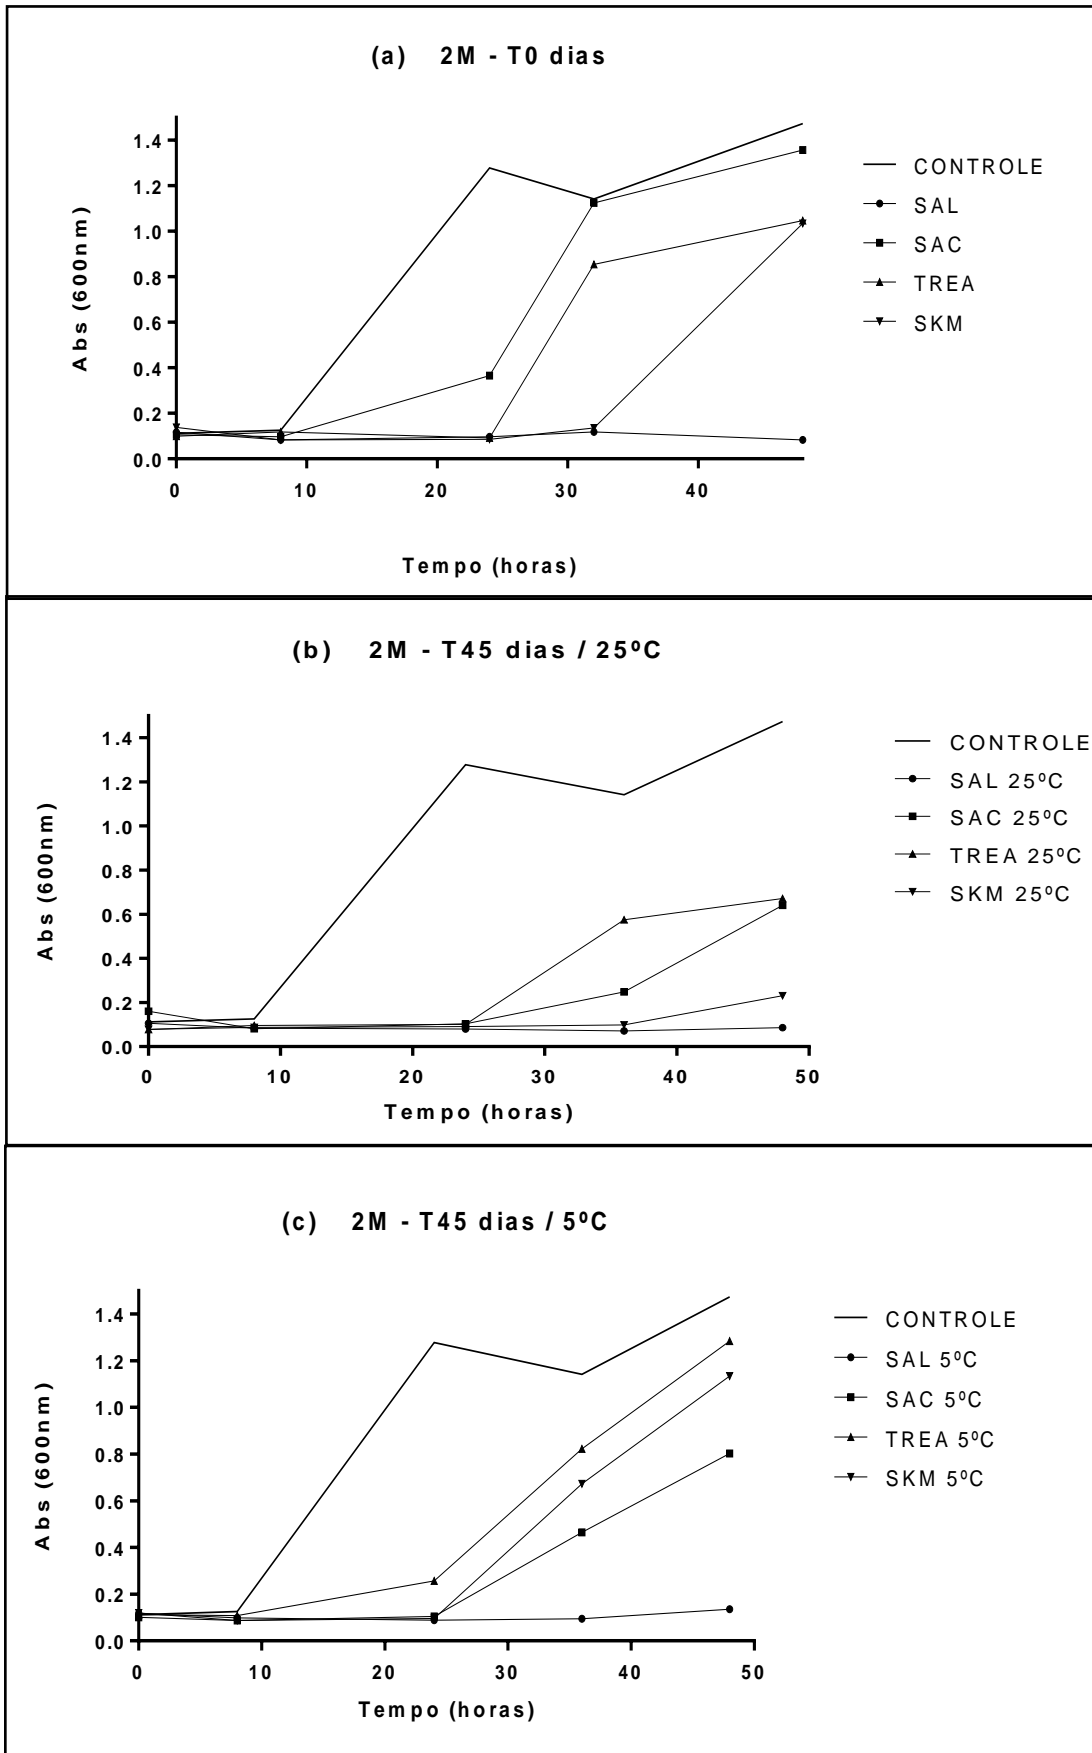 (a) 2M - T0 dias
1.4
1.2
1.0
0.8
0.6
0.4
0.2
0.0
Abs (600nm)
0 10 20 30 40
Tempo (horas)
CONTROLE
SAL
SAC
TREA
SKM
(b) 2M - T45 dias / 25ºC
1.4
1.2
1.0
0.8
0.6
0.4
0.2
0.0
Abs (600nm)
0 10 20 30 40 50
Tempo (horas)
CONTROLE
SAL 25ºC
SAC 25ºC
TREA 25ºC
SKM 25ºC
(c) 2M - T45 dias / 5ºC
1.4
1.2
1.0
0.8
0.6
0.4
0.2
0.0
Abs (600nm)
0 10 20 30 40 50
Tempo (horas)
CONTROLE
SAL 5ºC
SAC 5ºC
TREA 5ºC
SKM 5ºC